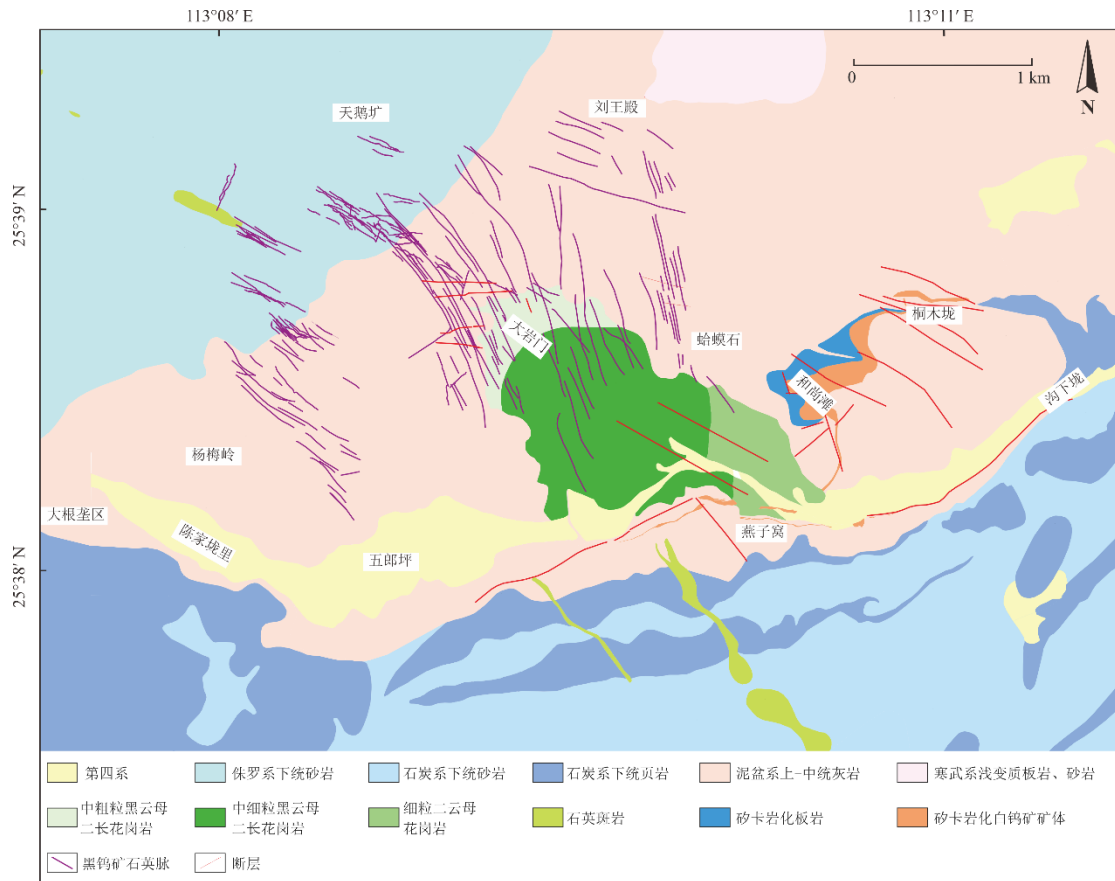 113°08′ E
113°11′ E
0
1 km
N
天鹅圹
刘王殿
25°39′ N
大岩门
蛤蟆石
桐木垅
和尚滩
沟下垅
杨梅岭
大根垄区
陈家垅里
五郎坪
燕子窝
25°38′ N
第四系
侏罗系下统砂岩
石炭系下统砂岩
石炭系下统页岩
泥盆系上-中统灰岩
寒武系浅变质板岩、砂岩
中粗粒黑云母
二长花岗岩
中细粒黑云母
二长花岗岩
细粒二云母
花岗岩
石英斑岩
矽卡岩化板岩
矽卡岩化白钨矿矿体
黑钨矿石英脉
断层